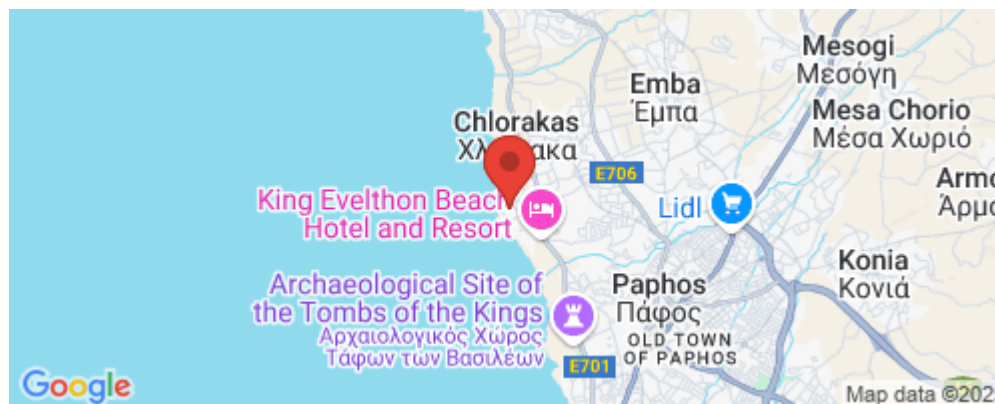 Mesogi
Μεσόγη
Emba
Έμπα
Mesa Chorio
Μέσα Χωριό
Chlorakas
E706
King Evelthon Beach
Hotel and Resort
Lidl
Konia
Κονιά
Archaeological Site of
the Tombs of the Kings
Αρχαιολογικός Χώρος
Τάφων των Βασιλέων
Paphos
Πάφος
OLD TOWN
OF PAPHOS
E701
Google
Map data